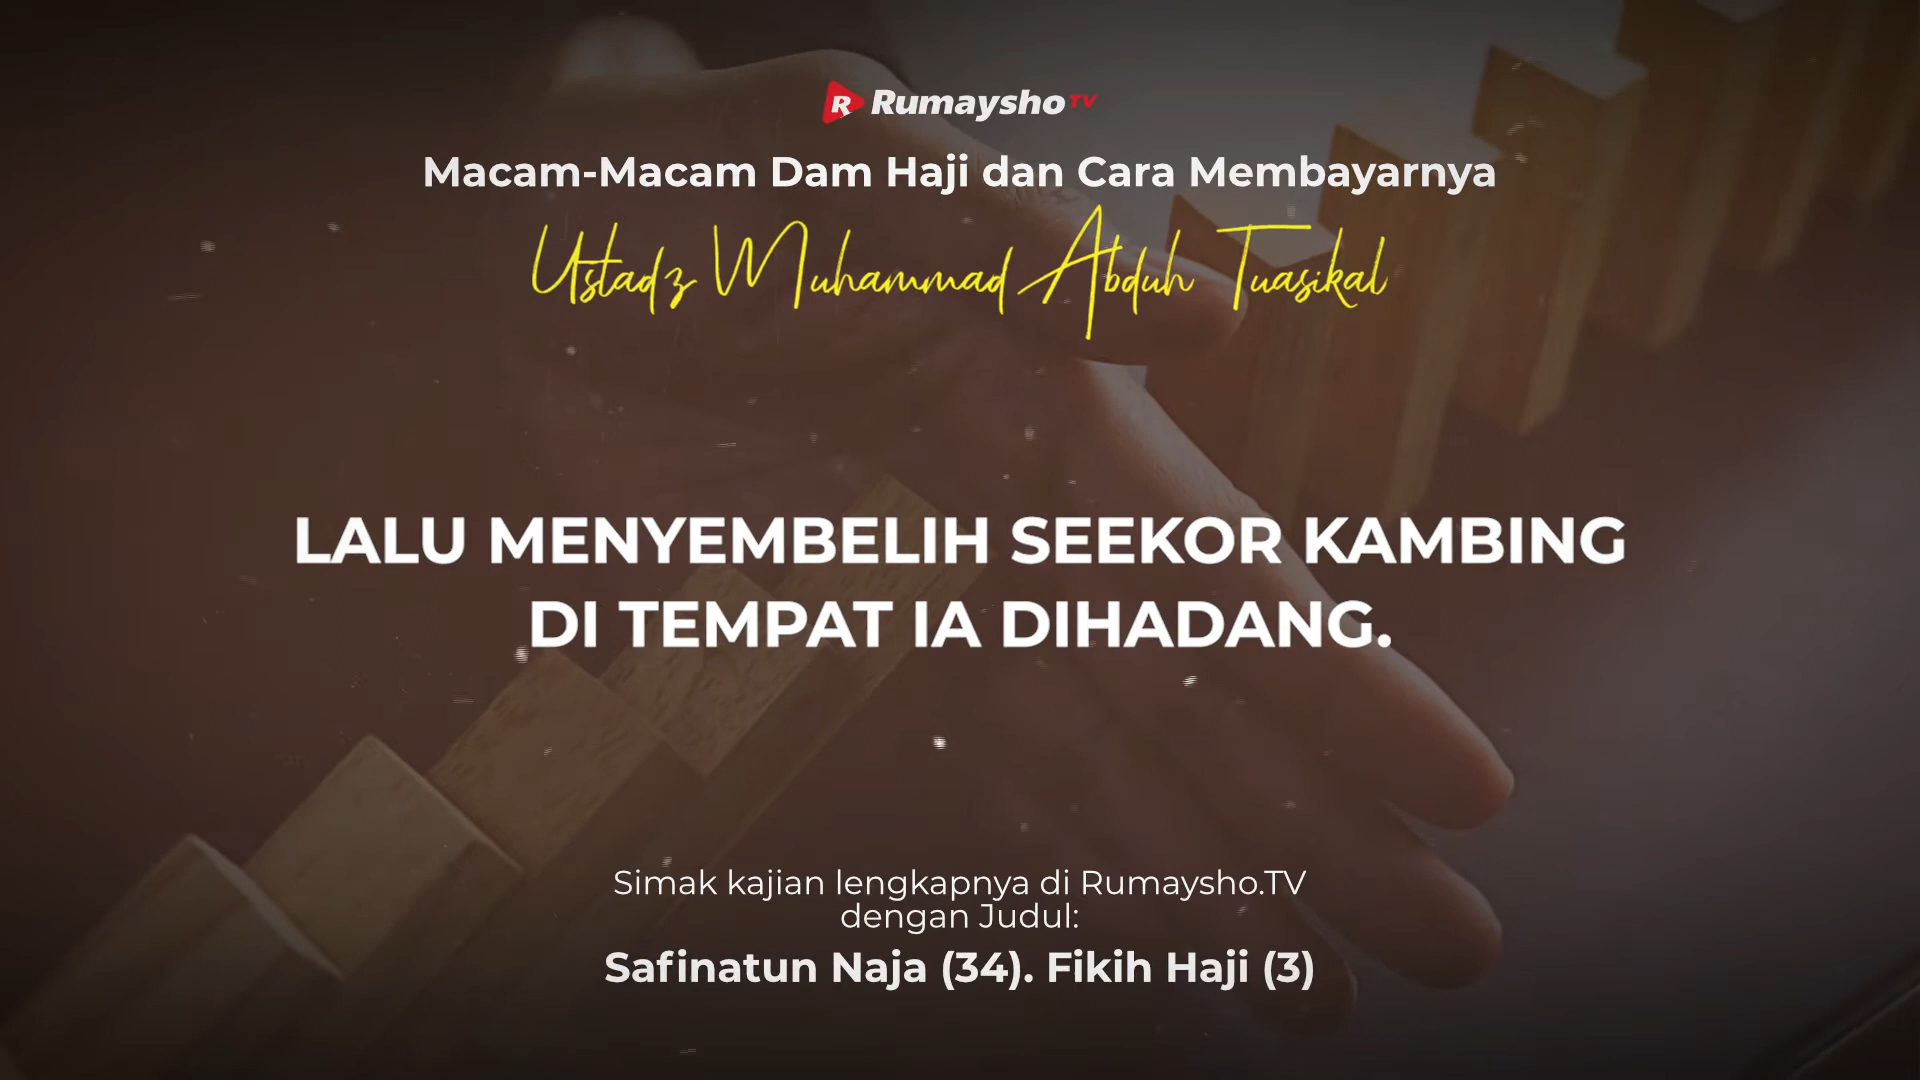 Rumaysho TV
Macam-Macam Dam Haji dan Cara Membayarnya
Ustadz Muhammad Abduh Tuasikal
LALU MENYEMBELIH SEEKOR KAMBING
DI TEMPAT IA DIHADANG.
Simak kajian lengkapnya di Rumaysho.TV
dengan Judul:
Safinatun Naja (34). Fikih Haji (3)